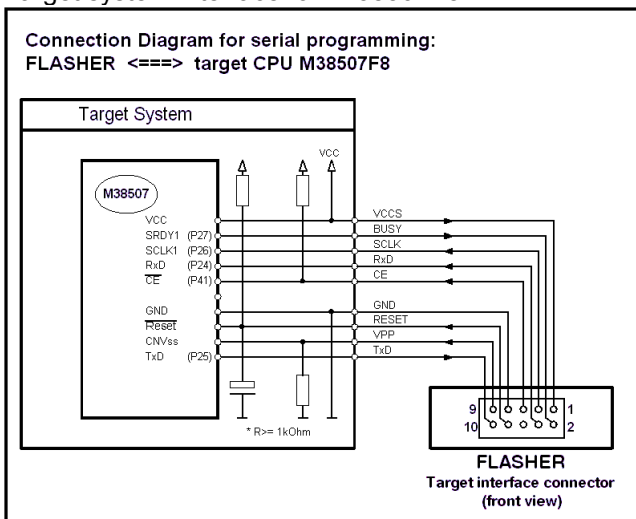 Connection Diagram for serial programming:
FLASHER <===> target CPU M38507F8
Target System
VCC
M38507
VCC
SRDY1 (P27)
SCLK1 (P26)
RxD (P24)
CE (P41)
GND
Reset
CNVss
TxD (P25)
* R>= 1kOhm
VCCS
BUSY
SCLK
RxD
CE
GND
RESET
VPP
TxD
9 1
10 2
FLASHER
Target interface connector
(front view)